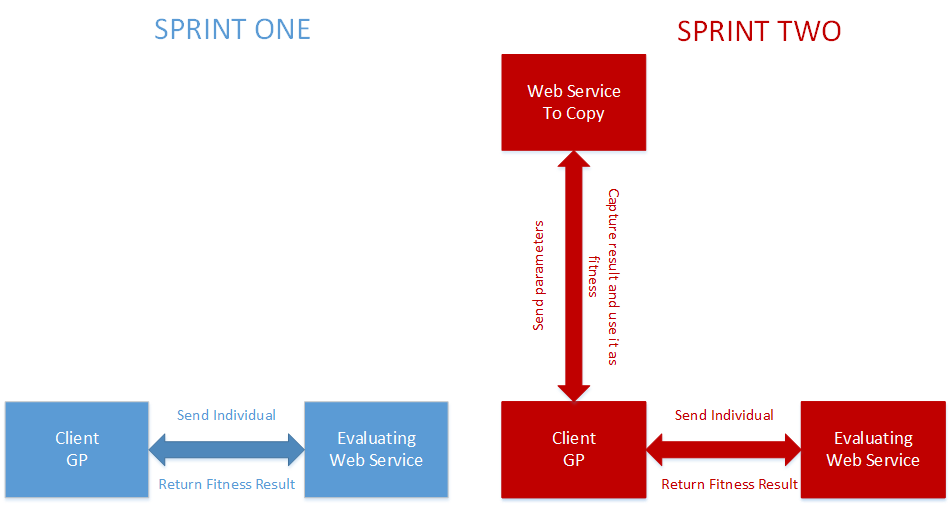 SPRINT ONE
SPRINT TWO
Web Service
To Copy
Send parameters
Capture result and use it as
fitness
Send Individual
Client
GP
Evaluating
Web Service
Return Fitness Result
Send Individual
Client
GP
Evaluating
Web Service
Return Fitness Result